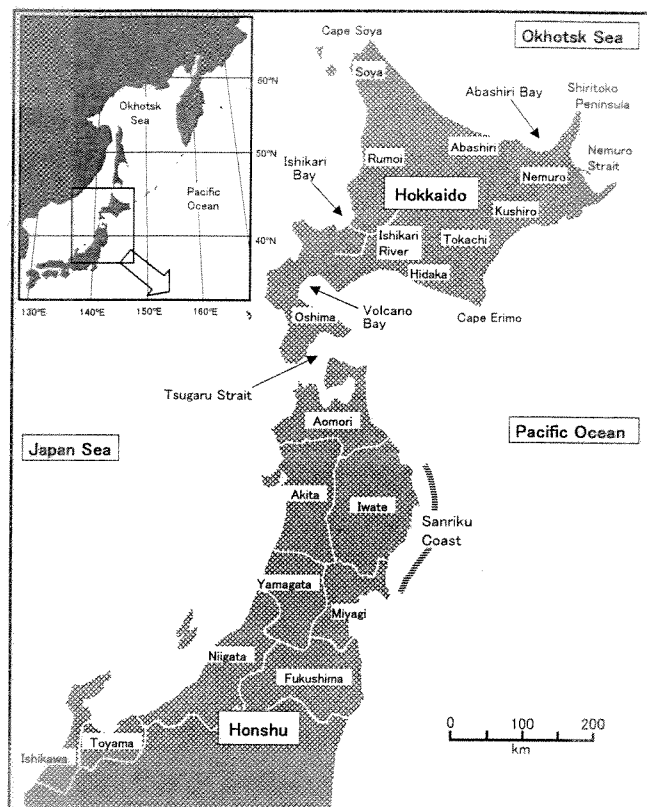 Cape Soya
Okhotsk Sea
Soya
60°N
Okhotsk
Sea
Abashiri Bay
Shiritoko
Peninsula
50°N
Ishikari
Bay
Rumoi
Abashiri
Nemuro
Strait
Nemuro
Pacific
Ocean
Hokkaido
Kushiro
40°N
Ishikari
River
Tokachi
Hidaka
130°E
140°E
150°E
160°E
Oshima
Volcano
Bay
Cape Erimo
Tsugaru Strait
Aomori
Japan Sea
Pacific Ocean
Akita
Iwate
Sanriku
Coast
Yamagata
Miyagi
Niigata
Fukushima
Honshu
0 100 200
km
Toyama
Ishikawa